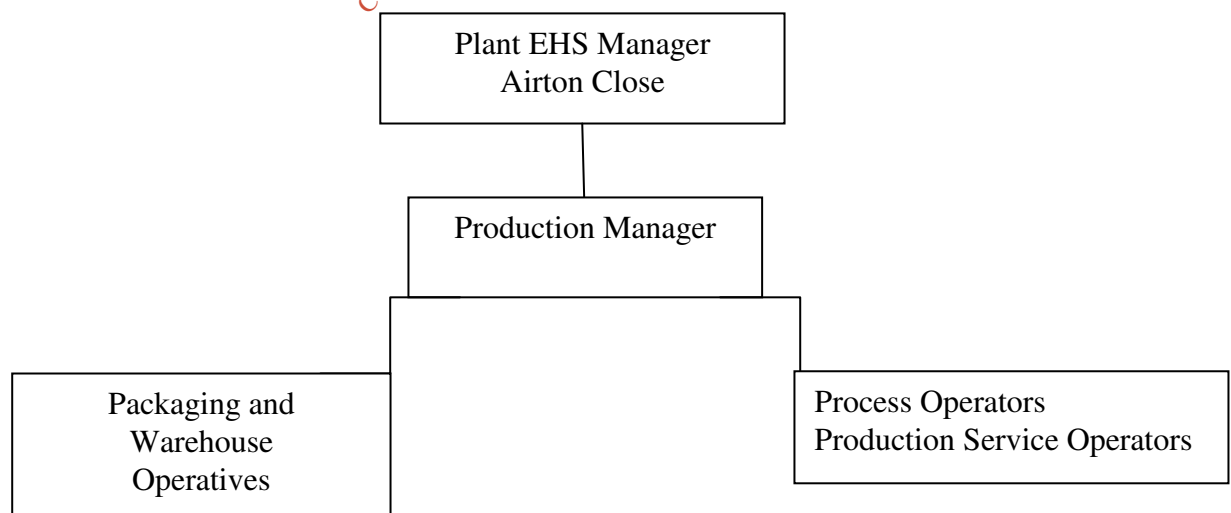 Plant EHS Manager
Airton Close
Production Manager
Packaging and
Warehouse
Operatives
Process Operators
Production Service Operators